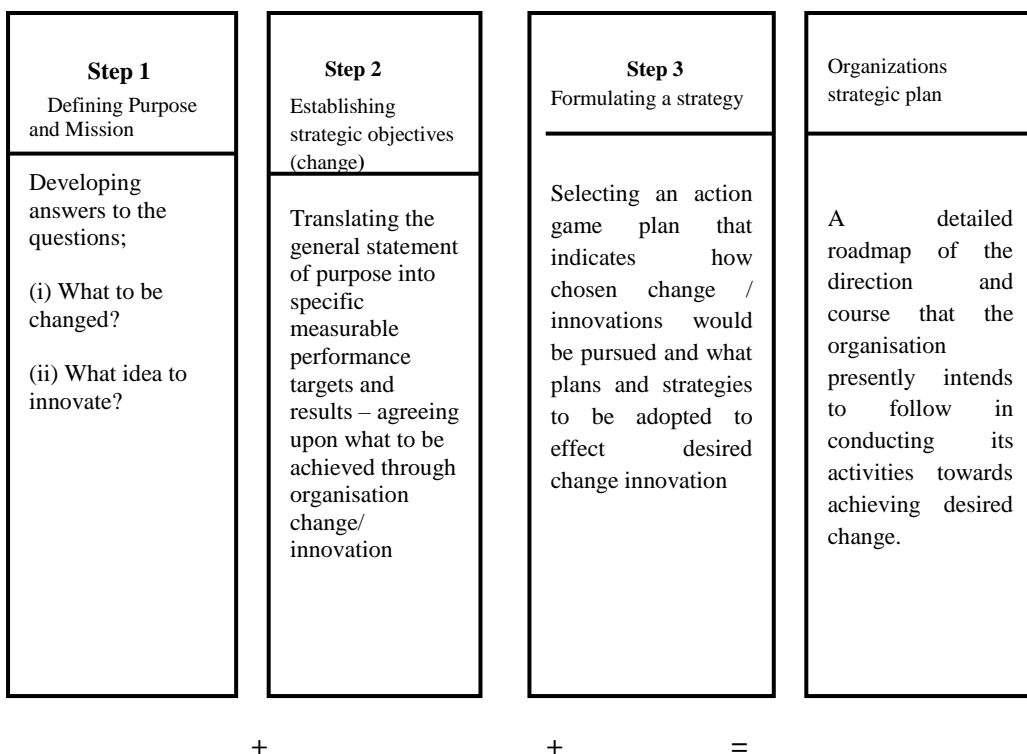 Step 1
Defining Purpose
and Mission
Developing
answers to the
questions;
(i) What to be
changed?
(ii) What idea to
innovate?
Step 2
Establishing
strategic objectives
(change)
Translating the
general statement
of purpose into
specific
measurable
performance
targets and
results – agreeing
upon what to be
achieved through
organisation
change/
innovation
Step 3
Formulating a strategy
Selecting an action
game plan that
indicates how
chosen change /
innovations would
be pursued and what
plans and strategies
to be adopted to
effect desired
change innovation
Organizations
strategic plan
A detailed
roadmap of the
direction and
course that the
organisation
presently intends
to follow in
conducting its
activities towards
achieving desired
change.
+ + =